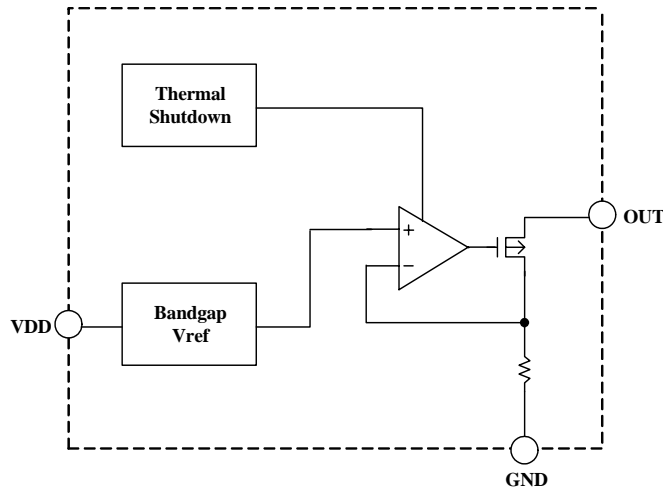 Thermal
Shutdown
OUT
+
−
VDD
Bandgap
Vref
GND